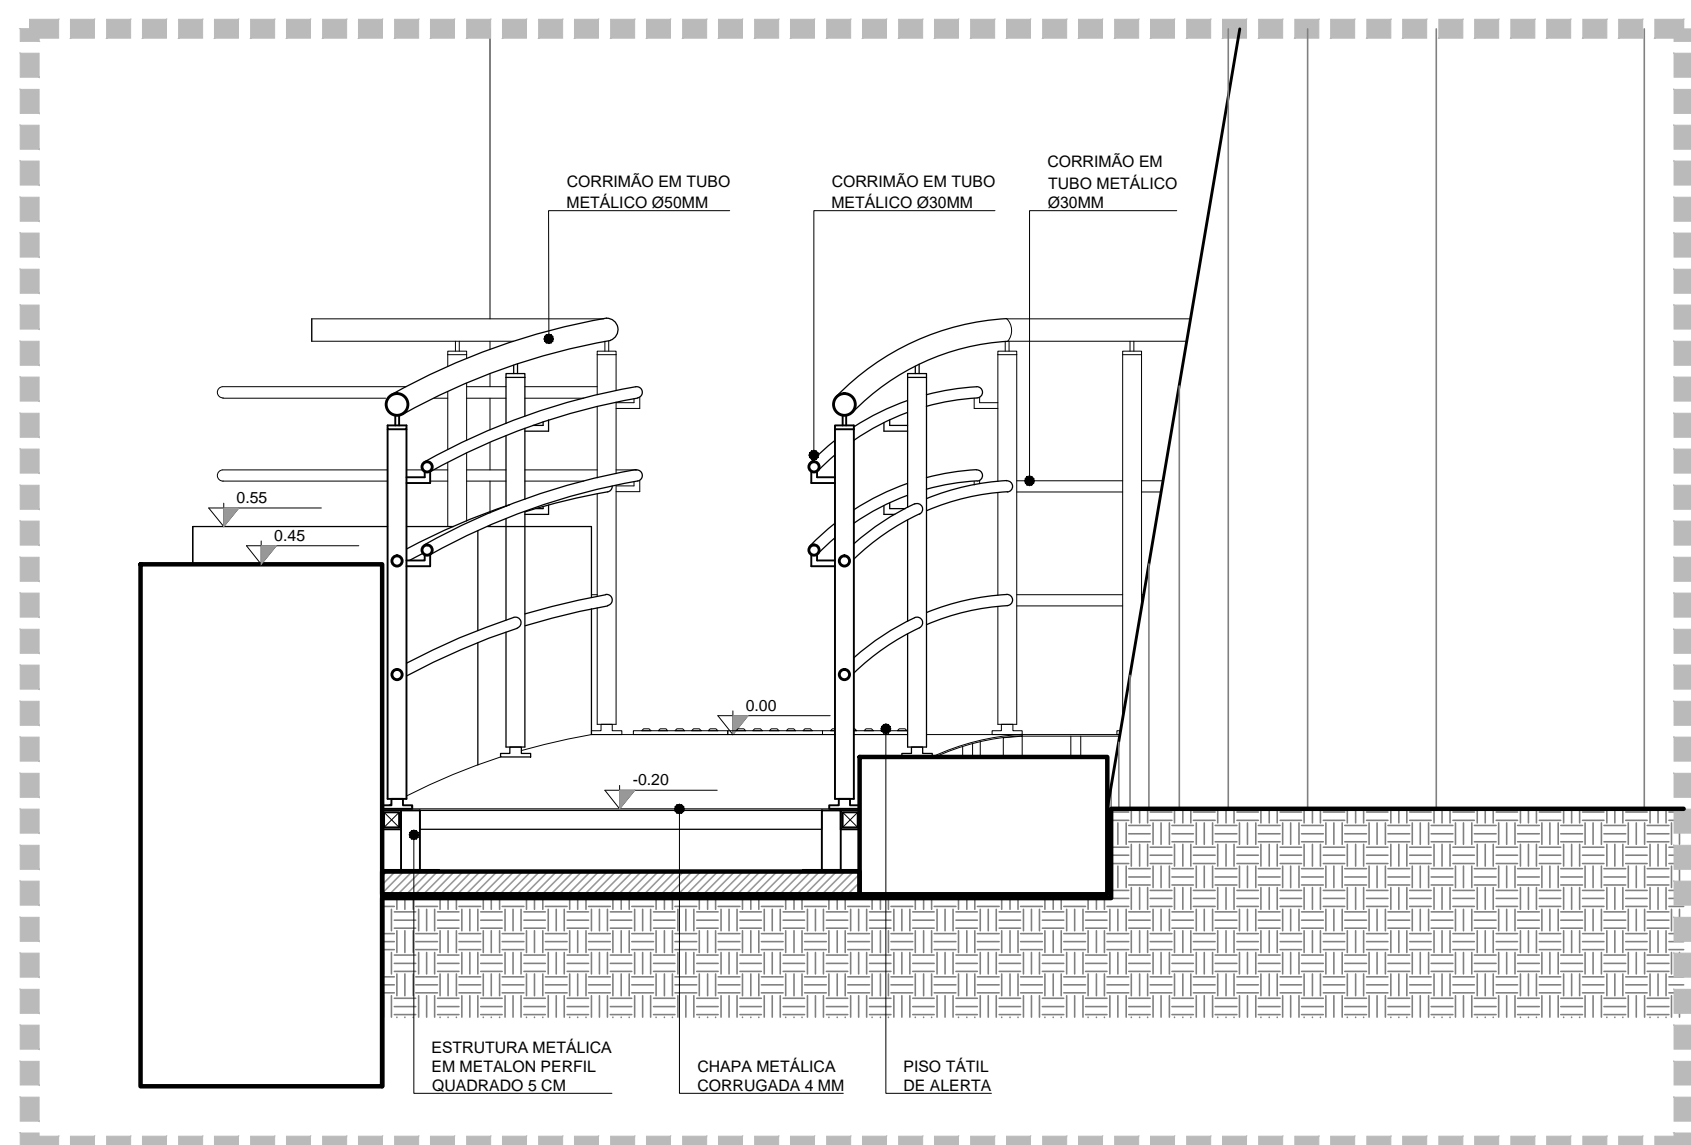 CORRIMÃO EM TUBO
METÁLICO Ø50MM
CORRIMÃO EM TUBO
METÁLICO Ø30MM
CORRIMÃO EM
TUBO METÁLICO
Ø30MM
0.55
0.45
0.00
-0.20
ESTRUTURA METÁLICA
EM METALON PERFIL
QUADRADO 5 CM
CHAPA METÁLICA
CORRUGADA 4 MM
PISO TÁTIL
DE ALERTA